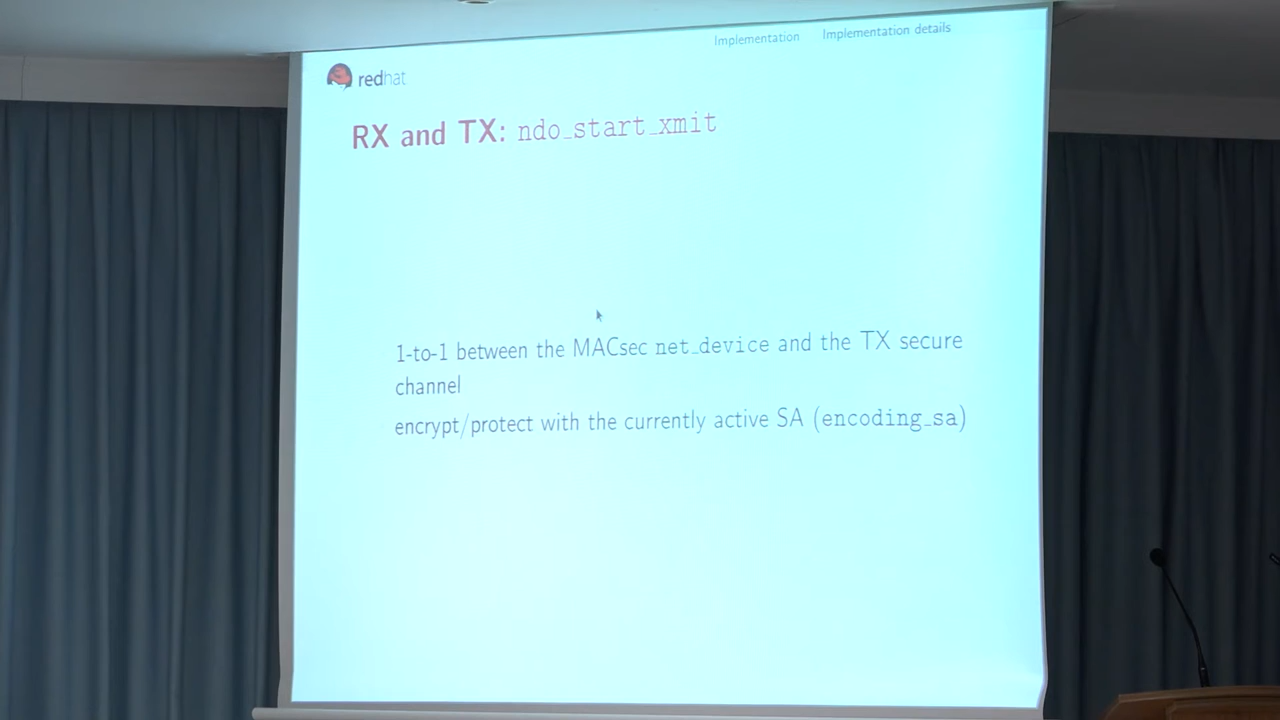 Implementation Implementation details
redhat
RX and TX: ndo_start_xmit
1-to-1 between the MACsec net_device and the TX secure
channel
encrypt/protect with the currently active SA (encoding_sa)